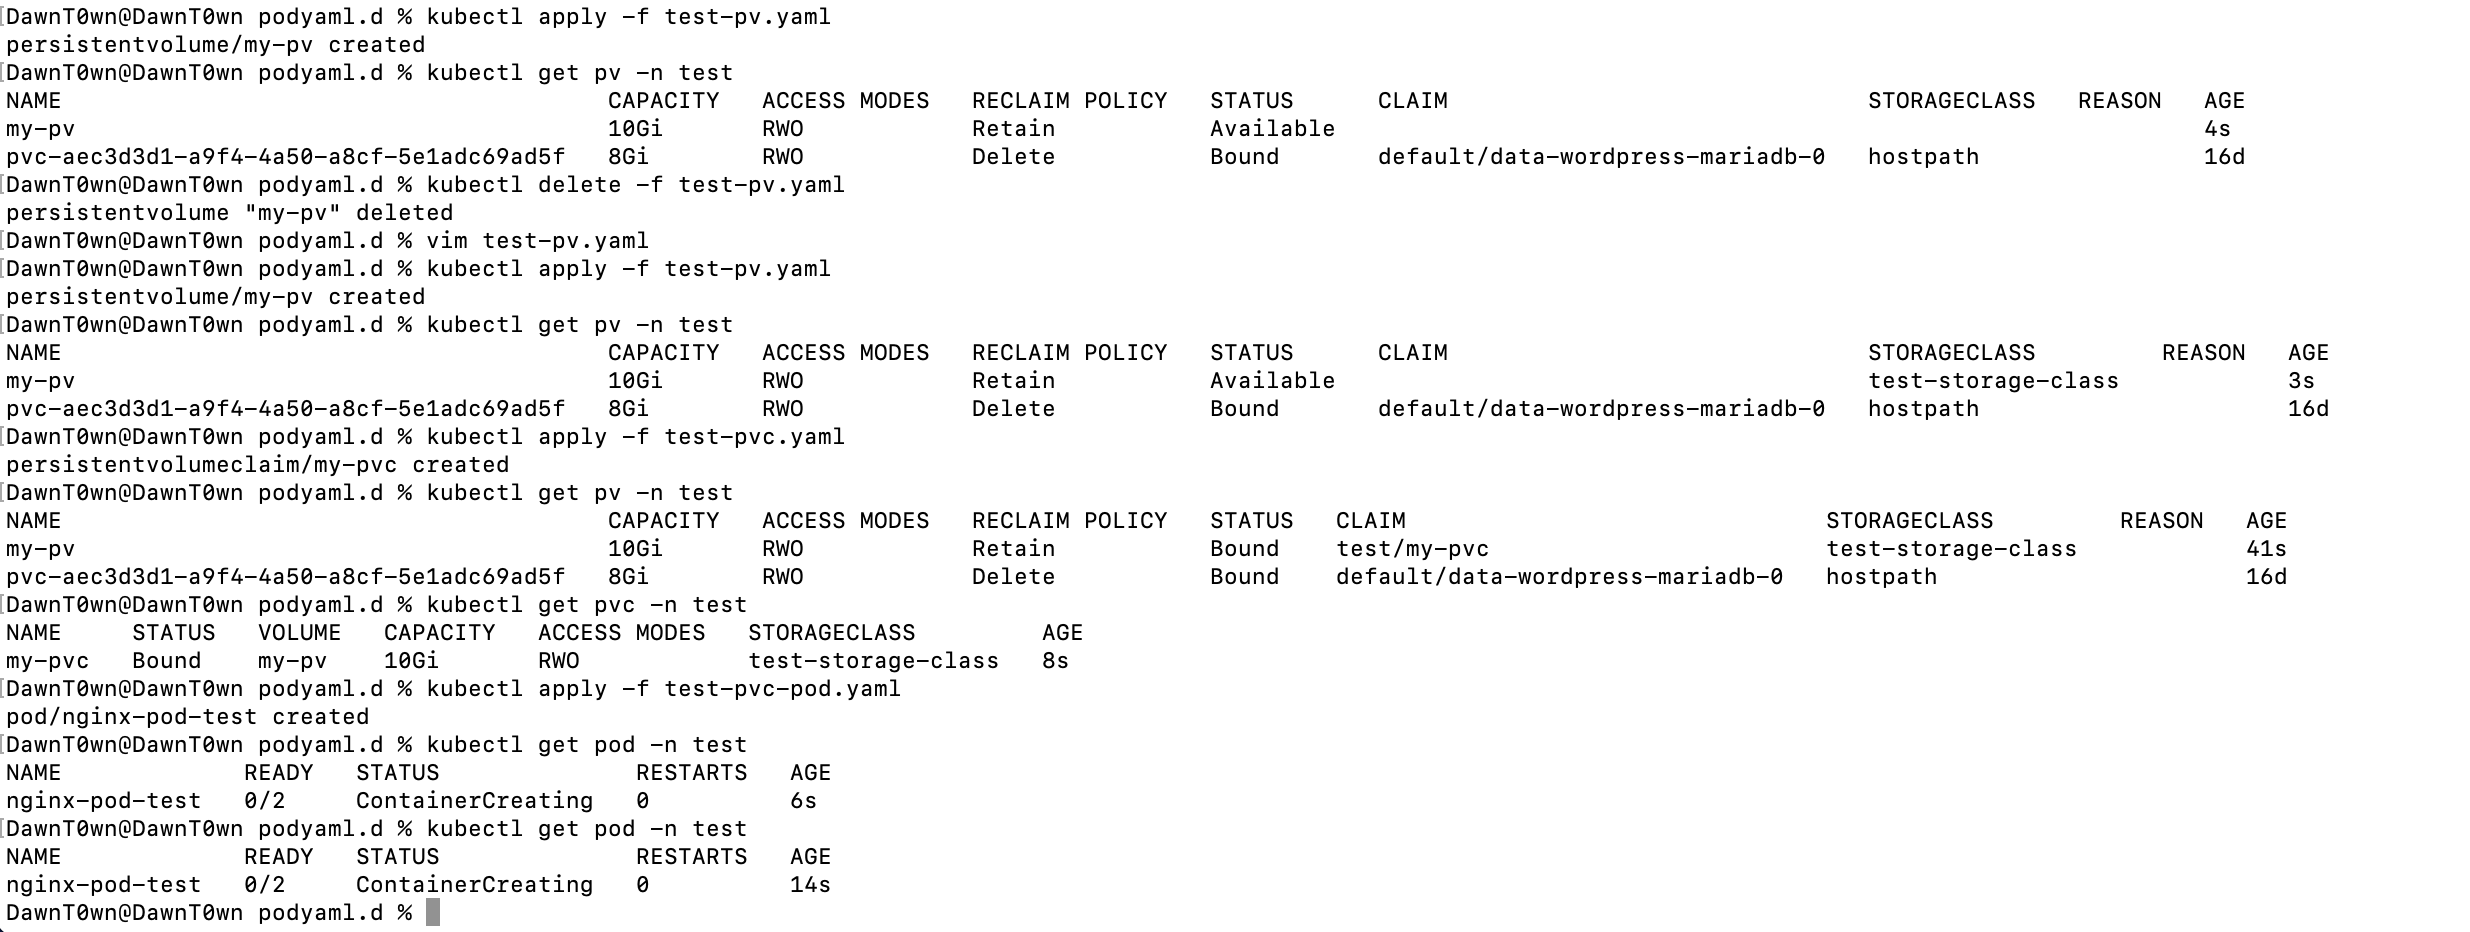 [DawnT0wn@DawnT0wn podyaml.d % kubectl apply -f test-pv.yaml
persistentvolume/my-pv created
[DawnT0wn@DawnT0wn podyaml.d % kubectl get pv -n test
NAME CAPACITY ACCESS MODES RECLAIM POLICY STATUS CLAIM STORAGECLASS REASON AGE
my-pv 10Gi RWO Retain Available 4s
pvc-aec3d3d1-a9f4-4a50-a8cf-5e1adc69ad5f 8Gi RWO Delete Bound default/data-wordpress-mariadb-0 hostpath 16d
[DawnT0wn@DawnT0wn podyaml.d % kubectl delete -f test-pv.yaml
persistentvolume "my-pv" deleted
[DawnT0wn@DawnT0wn podyaml.d % vim test-pv.yaml
[DawnT0wn@DawnT0wn podyaml.d % kubectl apply -f test-pv.yaml
persistentvolume/my-pv created
[DawnT0wn@DawnT0wn podyaml.d % kubectl get pv -n test
NAME CAPACITY ACCESS MODES RECLAIM POLICY STATUS CLAIM STORAGECLASS REASON AGE
my-pv 10Gi RWO Retain Available test-storage-class 3s
pvc-aec3d3d1-a9f4-4a50-a8cf-5e1adc69ad5f 8Gi RWO Delete Bound default/data-wordpress-mariadb-0 hostpath 16d
[DawnT0wn@DawnT0wn podyaml.d % kubectl apply -f test-pvc.yaml
persistentvolumeclaim/my-pvc created
[DawnT0wn@DawnT0wn podyaml.d % kubectl get pv -n test
NAME CAPACITY ACCESS MODES RECLAIM POLICY STATUS CLAIM STORAGECLASS REASON AGE
my-pv 10Gi RWO Retain Bound test/my-pvc test-storage-class 41s
pvc-aec3d3d1-a9f4-4a50-a8cf-5e1adc69ad5f 8Gi RWO Delete Bound default/data-wordpress-mariadb-0 hostpath 16d
[DawnT0wn@DawnT0wn podyaml.d % kubectl get pvc -n test
NAME STATUS VOLUME CAPACITY ACCESS MODES STORAGECLASS AGE
my-pvc Bound my-pv 10Gi RWO test-storage-class 8s
[DawnT0wn@DawnT0wn podyaml.d % kubectl apply -f test-pvc-pod.yaml
pod/nginx-pod-test created
[DawnT0wn@DawnT0wn podyaml.d % kubectl get pod -n test
NAME READY STATUS RESTARTS AGE
nginx-pod-test 0/2 ContainerCreating 0 6s
[DawnT0wn@DawnT0wn podyaml.d % kubectl get pod -n test
NAME READY STATUS RESTARTS AGE
nginx-pod-test 0/2 ContainerCreating 0 14s
DawnT0wn@DawnT0wn podyaml.d %